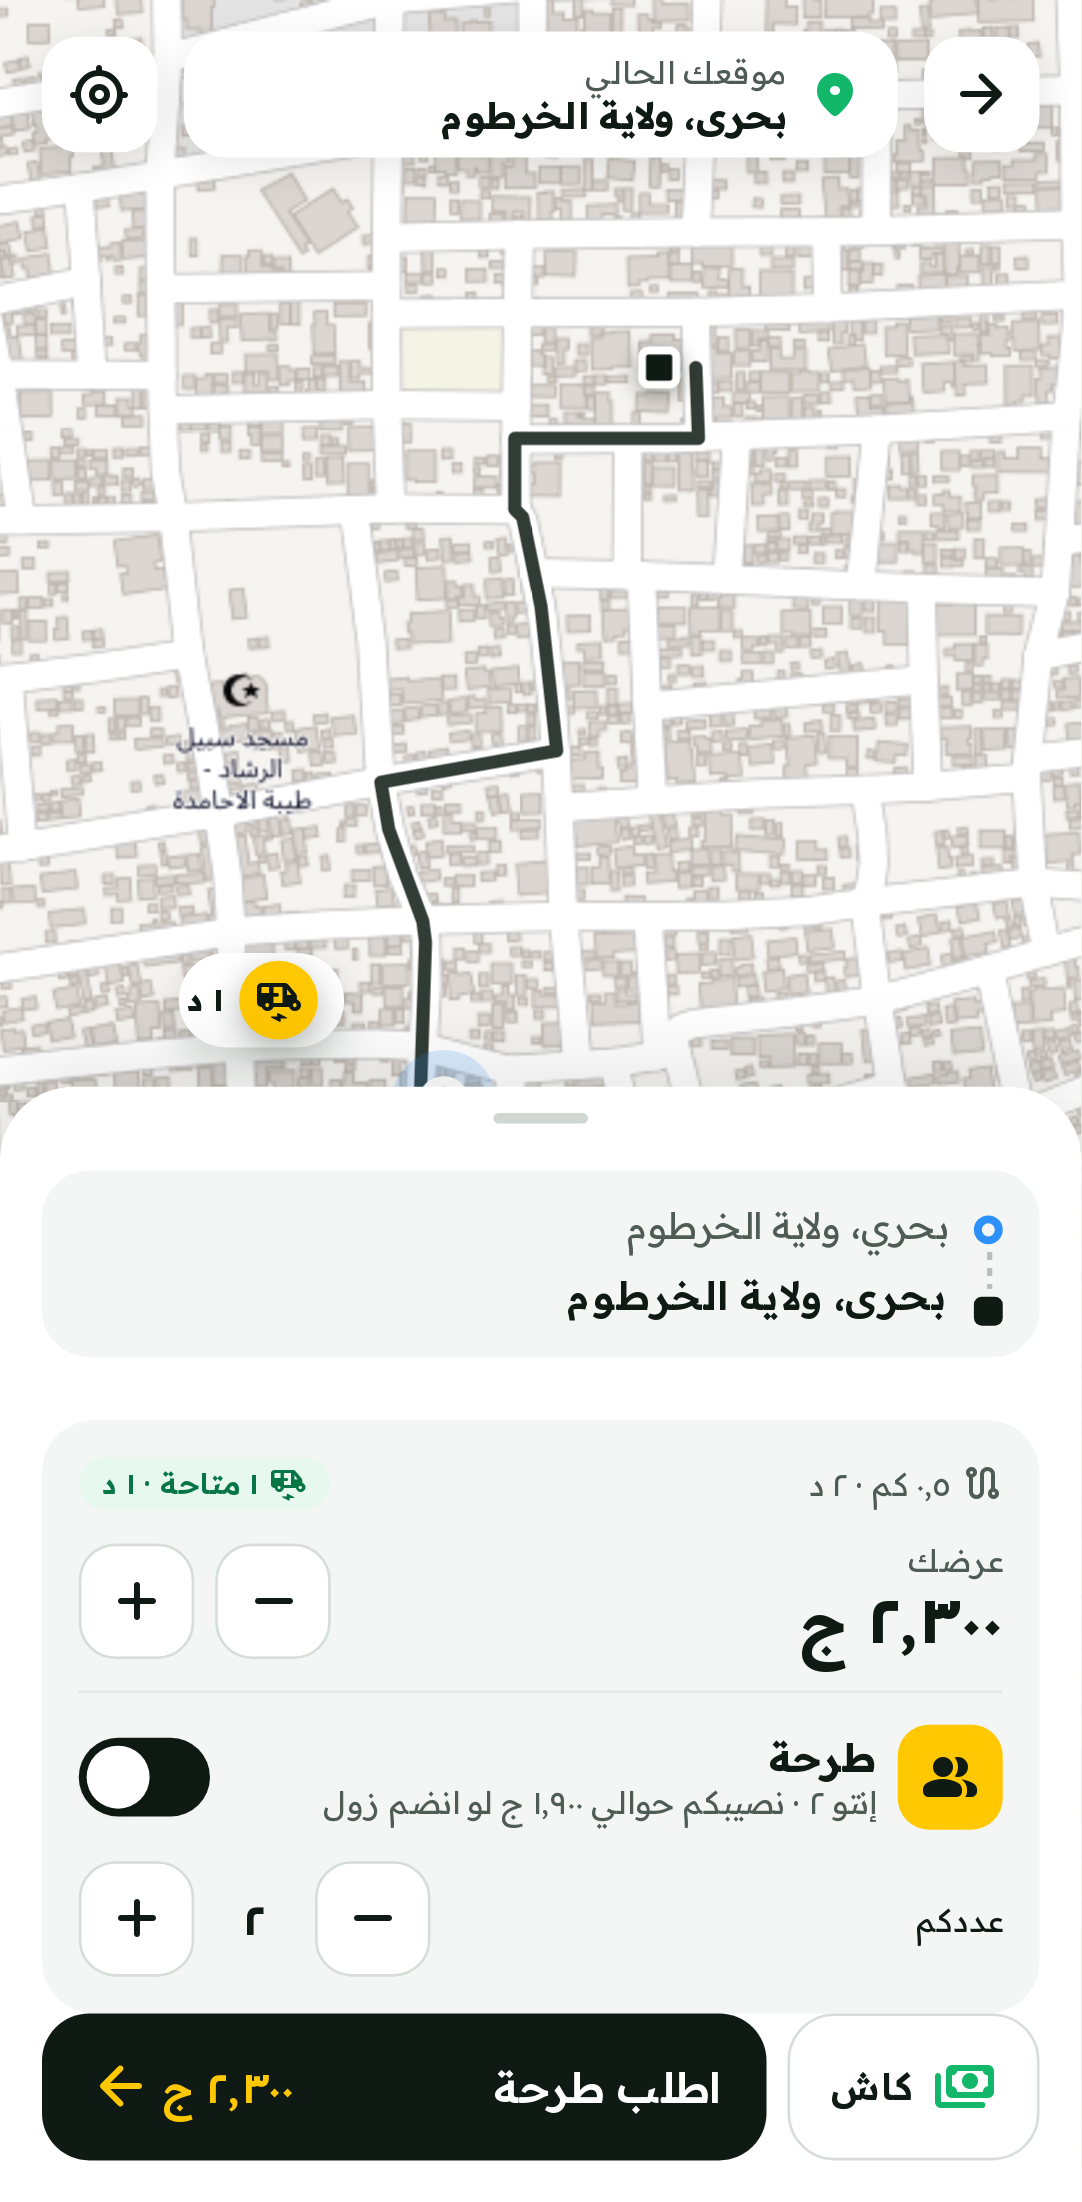 موقعك الحالي
بحرى، ولاية الخرطوم
مسجد سبيل
الرشاد -
طيبة الاحامدة
١ د
بحري، ولاية الخرطوم
بحرى، ولاية الخرطوم
٠,٥ كم · ٢ د
١ متاحة · ١ د
عرضك
٢,٣٠٠ ج
طرحة
إنتو ٢ · نصيبكم حوالي ١,٩٠٠ ج لو انضم زول
عددكم
٢
كاش
اطلب طرحة
٢,٣٠٠ ج